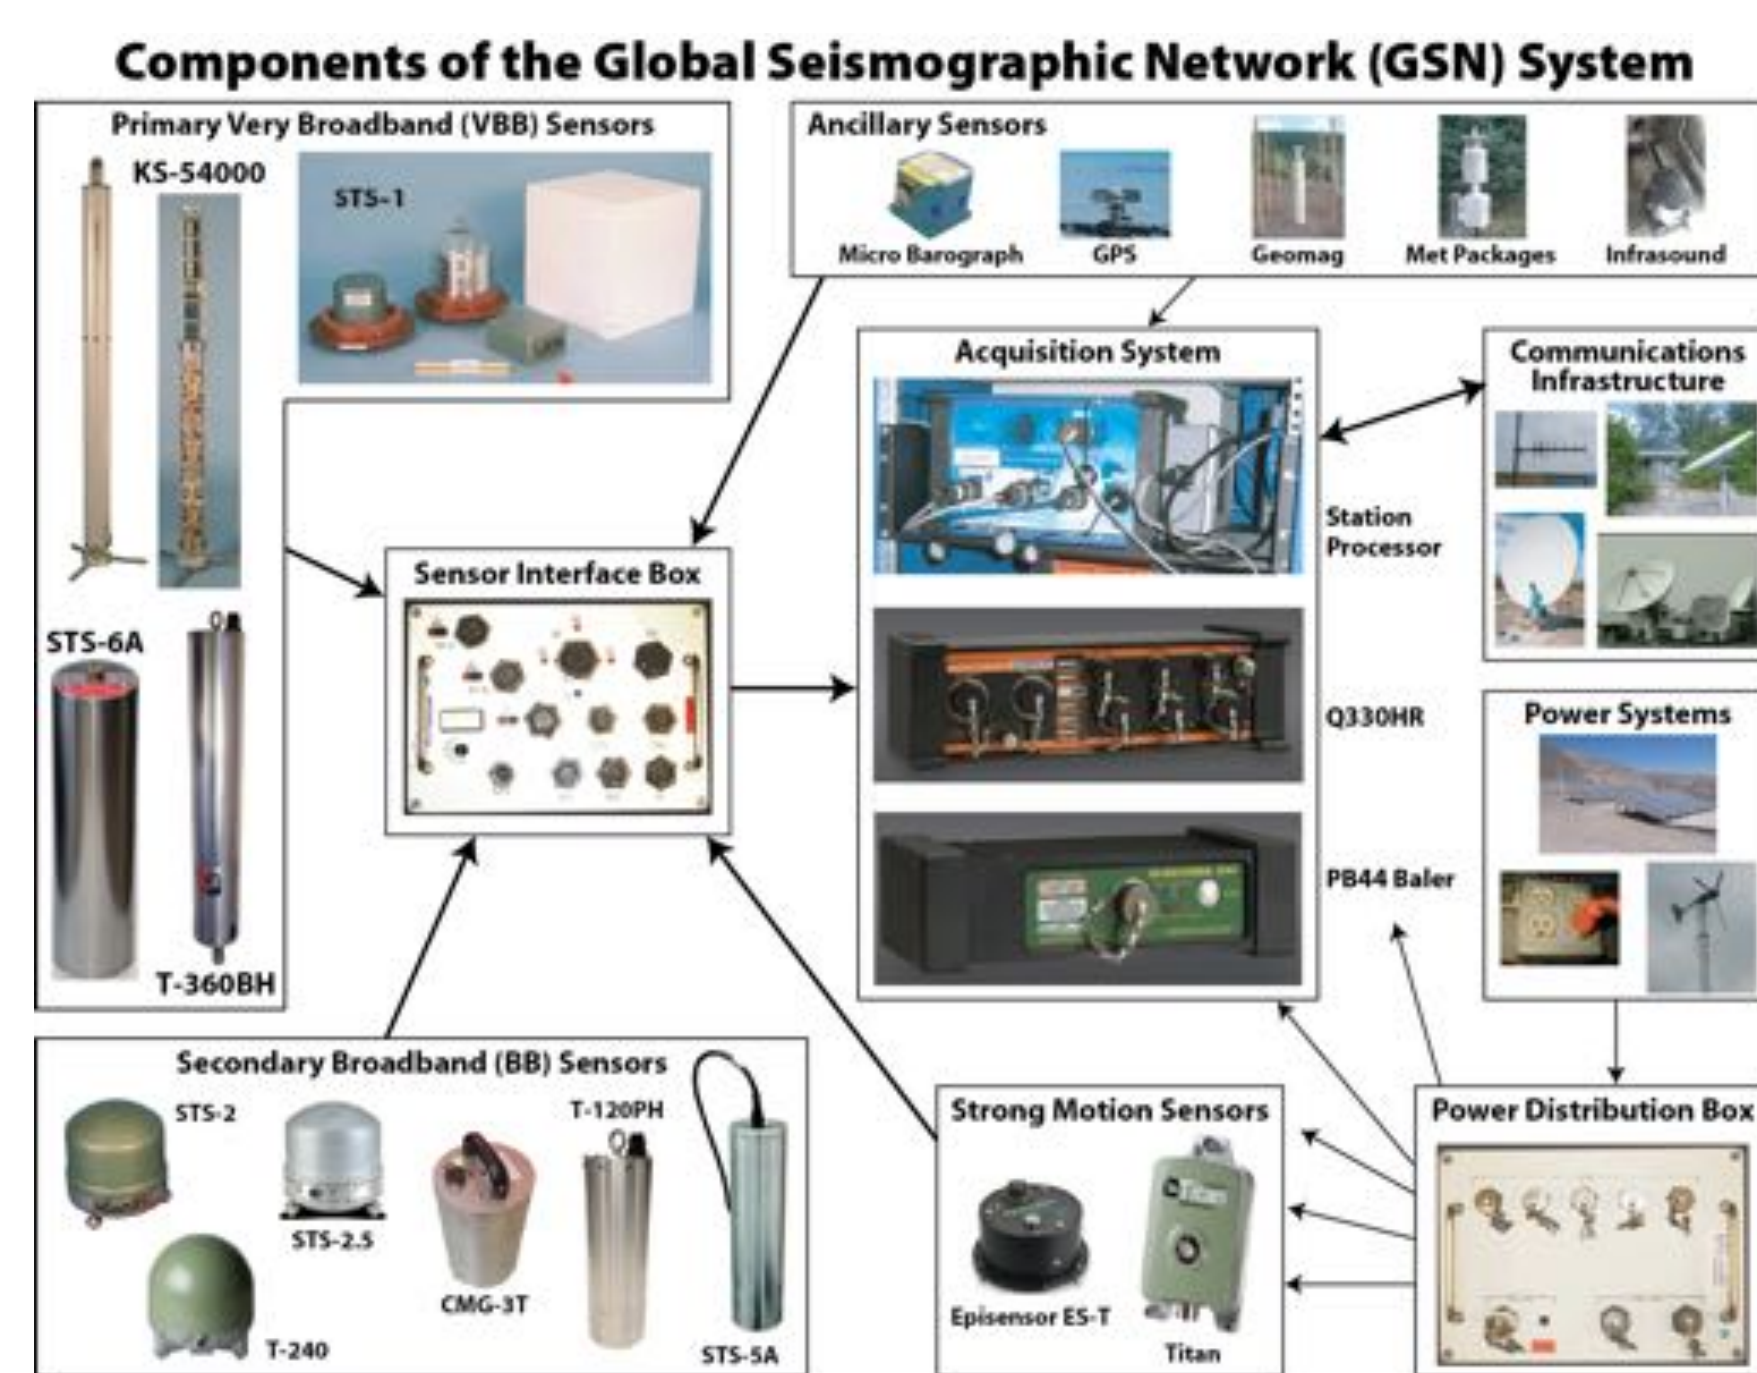 Components of the Global Seismographic Network (GSN) System
Primary Very Broadband (VBB) Sensors
KS-54000
STS-1
STS-6A
T-360BH
Ancillary Sensors
Micro Barograph
GPS
Geomag
Met Packages
Infrasound
Sensor Interface Box
Acquisition System
Station
Processor
Q330HR
PB44 Baler
Communications
Infrastructure
Power Systems
Secondary Broadband (BB) Sensors
STS-2
STS-2.5
T-240
CMG-3T
T-120PH
STS-5A
Strong Motion Sensors
Episensor ES-T
Titan
Power Distribution Box